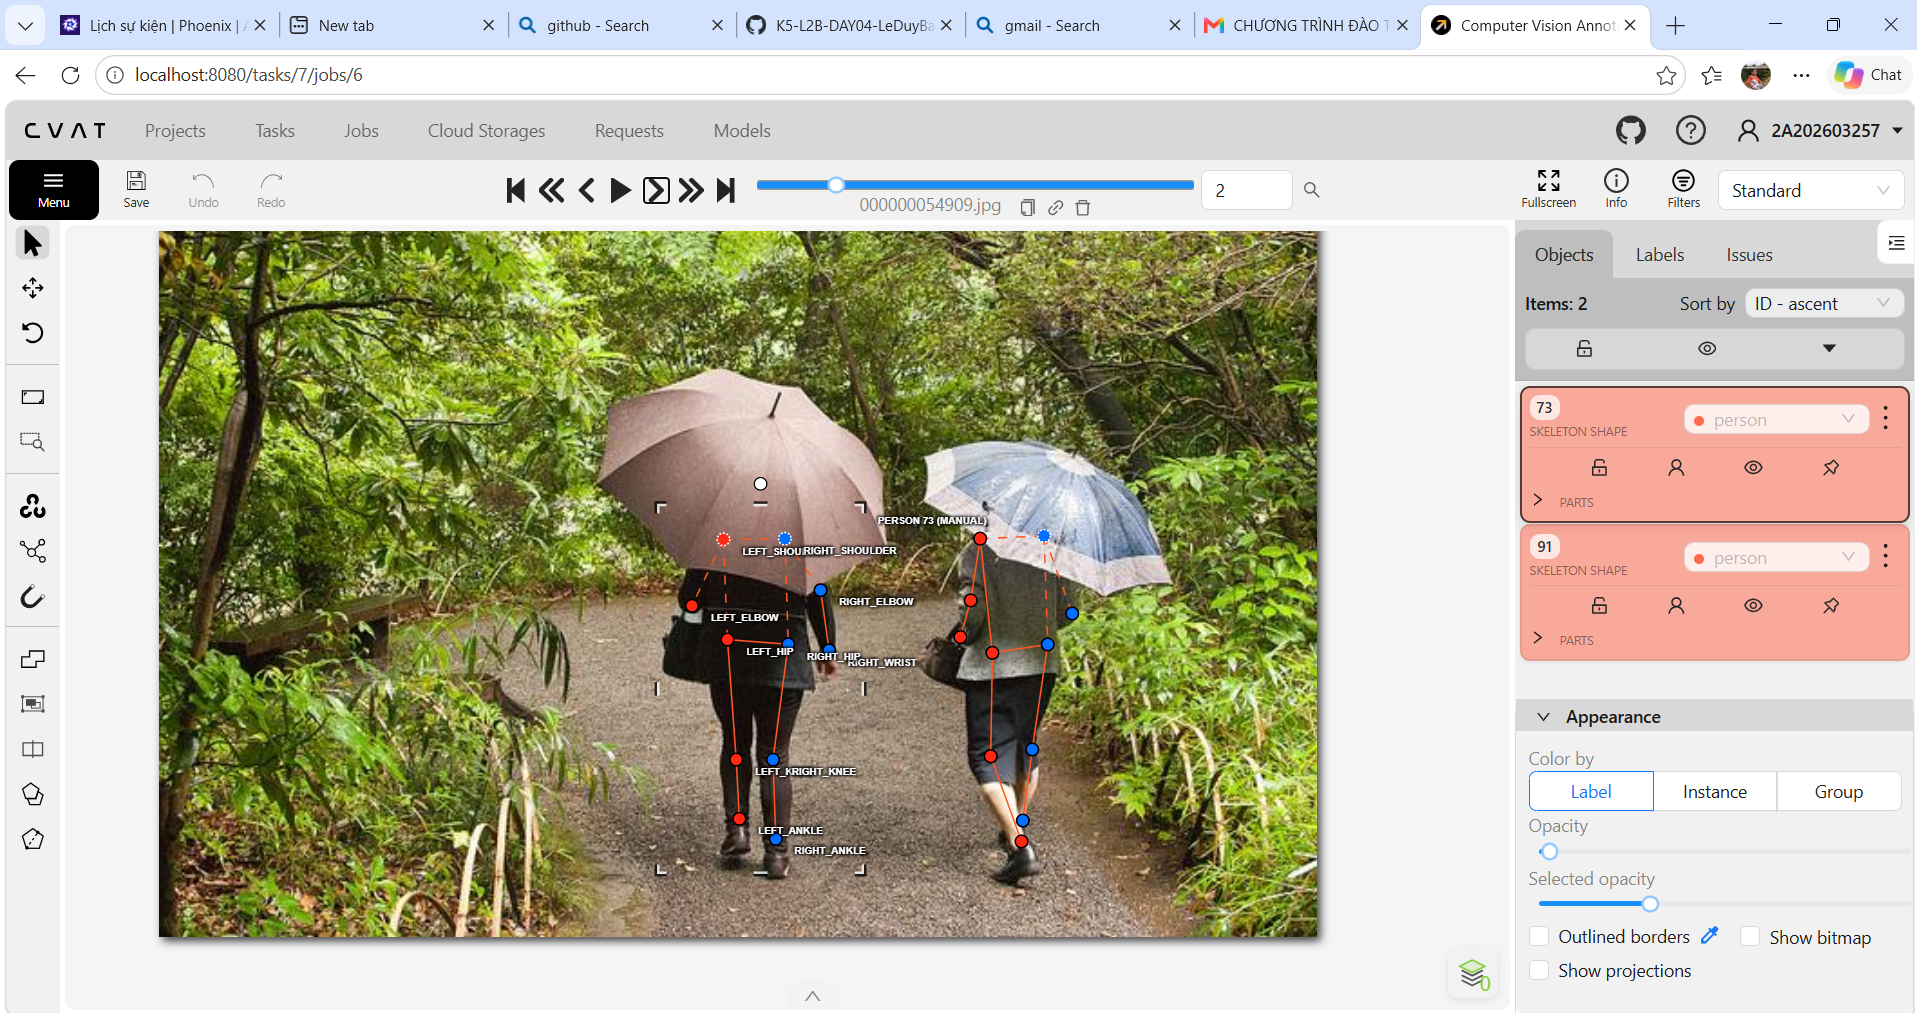 Lịch sự kiện | Phoenix |
New tab
github - Search
K5-L2B-DAY04-LeDuyBa
gmail - Search
CHƯƠNG TRÌNH ĐÀO T
Computer Vision Annot
localhost:8080/tasks/7/jobs/6
Chat
CVAT
Projects
Tasks
Jobs
Cloud Storages
Requests
Models
2A202603257
Menu
Save
Undo
Redo
000000054909.jpg
2
Fullscreen
Info
Filters
Standard
Objects
Labels
Issues
Items: 2
Sort by
ID - ascent
73
SKELETON SHAPE
person
PARTS
91
SKELETON SHAPE
person
PARTS
Appearance
Color by
Label
Instance
Group
Opacity
Selected opacity
Outlined borders
Show bitmap
Show projections
PERSON 73 (MANUAL)
LEFT_SHOU
RIGHT_SHOULDER
RIGHT_ELBOW
LEFT_ELBOW
LEFT_HIP
RIGHT_HIP
RIGHT_WRIST
LEFT_K
RIGHT_KNEE
LEFT_ANKLE
RIGHT_ANKLE
0